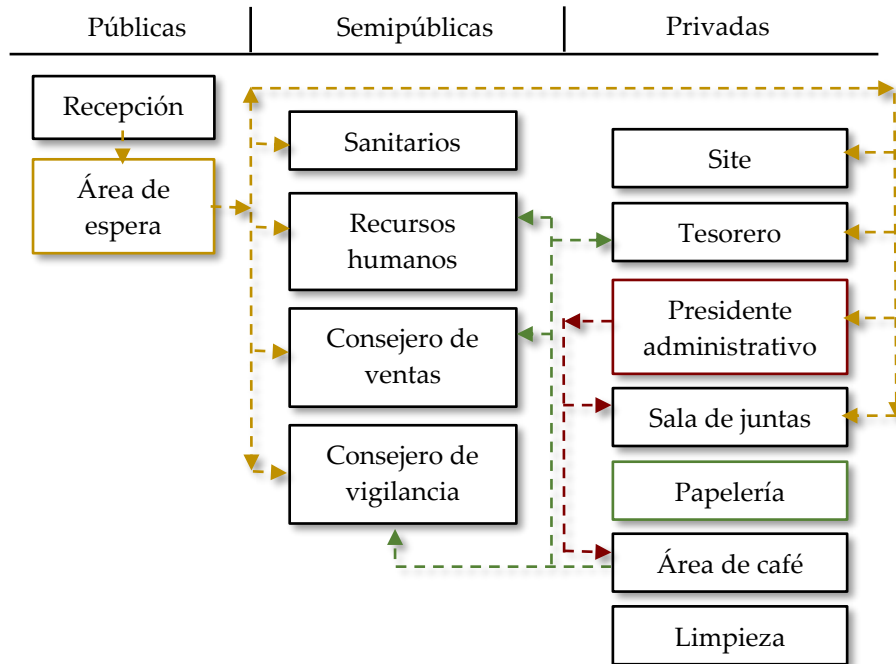 Públicas
Semipúblicas
Privadas
Recepción
Área de
espera
Sanitarios
Recursos
humanos
Consejero de
ventas
Consejero de
vigilancia
Site
Tesorero
Presidente
administrativo
Sala de juntas
Papelería
Área de café
Limpieza